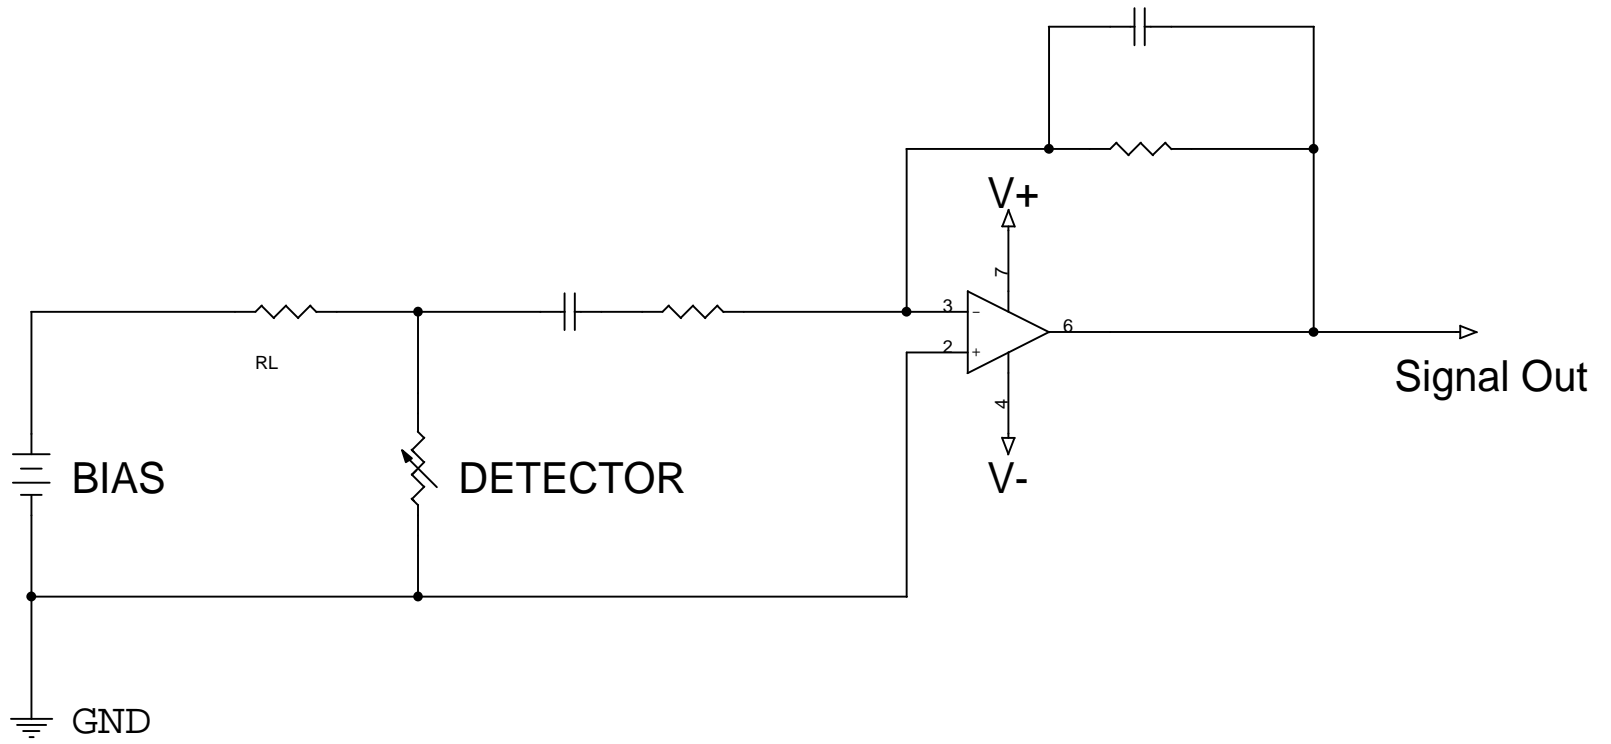 V+
7
3
-
6
RL
2
+
Signal Out
4
BIAS
DETECTOR
V-
GND